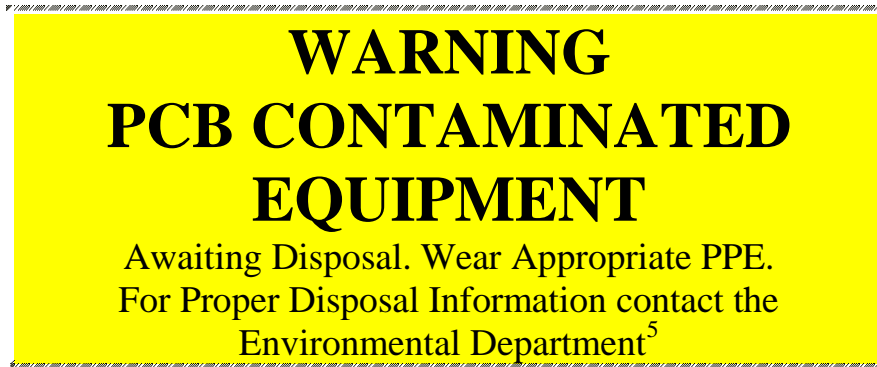 WARNING
PCB CONTAMINATED
EQUIPMENT
Awaiting Disposal. Wear Appropriate PPE.
For Proper Disposal Information contact the
Environmental Department⁵